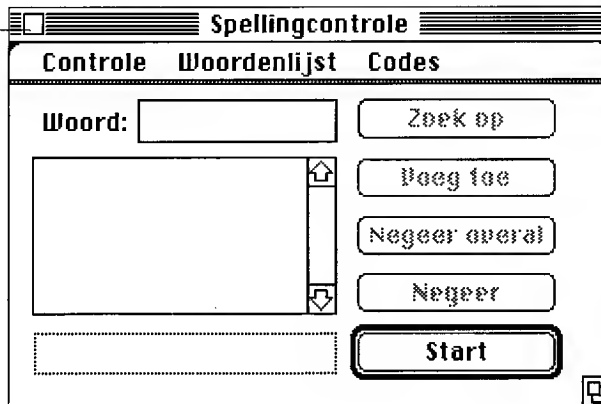 Spellingcontrole
Controle Woordenlijst Codes
Woord:
Zoek op
Voeg toe
Negeer overal
Negeer
Start